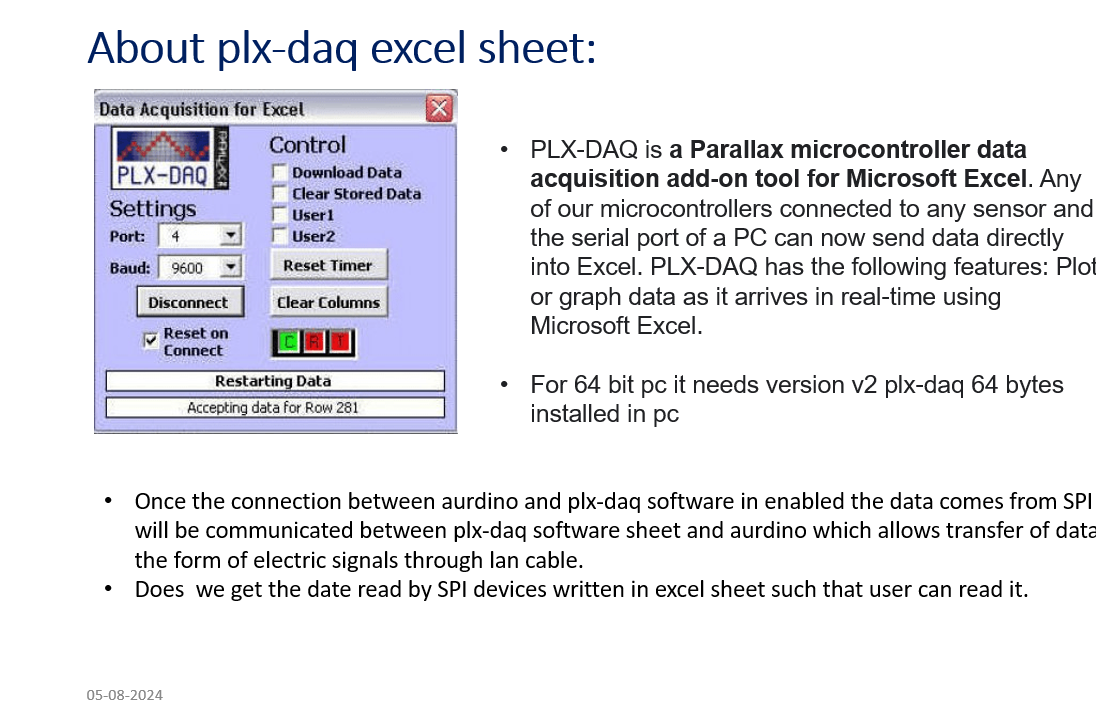 About plx-daq excel sheet:
Data Acquisition for Excel
PLX-DAQ
PARALLAX
Control
Download Data
Clear Stored Data
User1
User2
Settings
Port: 4
Baud: 9600
Reset Timer
Disconnect
Clear Columns
Reset on
Connect
C R T
Restarting Data
Accepting data for Row 281
• PLX-DAQ is a Parallax microcontroller data
acquisition add-on tool for Microsoft Excel. Any
of our microcontrollers connected to any sensor and
the serial port of a PC can now send data directly
into Excel. PLX-DAQ has the following features: Plot
or graph data as it arrives in real-time using
Microsoft Excel.
• For 64 bit pc it needs version v2 plx-daq 64 bytes
installed in pc
• Once the connection between aurdino and plx-daq software in enabled the data comes from SPI
will be communicated between plx-daq software sheet and aurdino which allows transfer of data
the form of electric signals through lan cable.
• Does  we get the date read by SPI devices written in excel sheet such that user can read it.
05-08-2024